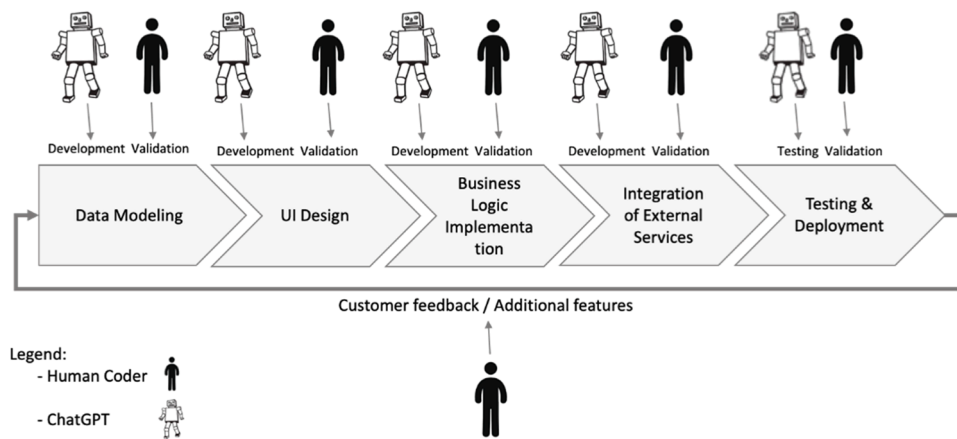 Development Validation
Development Validation
Development Validation
Development Validation
Testing Validation
Data Modeling
UI Design
Business
Logic
Implementa
tion
Integration
of External
Services
Testing &
Deployment
Customer feedback / Additional features
Legend:
- Human Coder
- ChatGPT